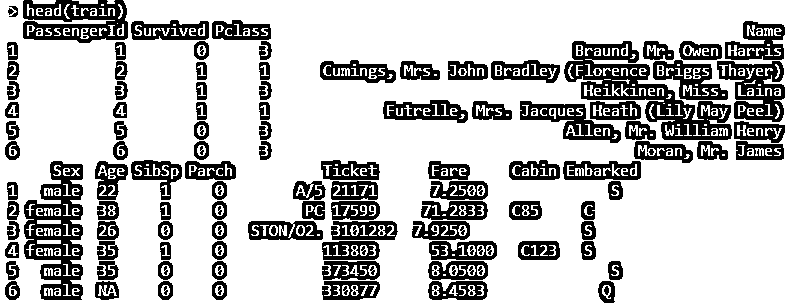 > head(train)
PassengerId Survived Pclass Name
1 1 0 3 Braund, Mr. Owen Harris
2 2 1 1 Cumings, Mrs. John Bradley (Florence Briggs Thayer)
3 3 1 3 Heikkinen, Miss. Laina
4 4 1 1 Futrelle, Mrs. Jacques Heath (Lily May Peel)
5 5 0 3 Allen, Mr. William Henry
6 6 0 3 Moran, Mr. James
Sex Age SibSp Parch Ticket Fare Cabin Embarked
1 male 22 1 0 A/5 21171 7.2500 S
2 female 38 1 0 PC 17599 71.2833 C85 C
3 female 26 0 0 STON/O2. 3101282 7.9250 S
4 female 35 1 0 113803 53.1000 C123 S
5 male 35 0 0 373450 8.0500 S
6 male NA 0 0 330877 8.4583 Q